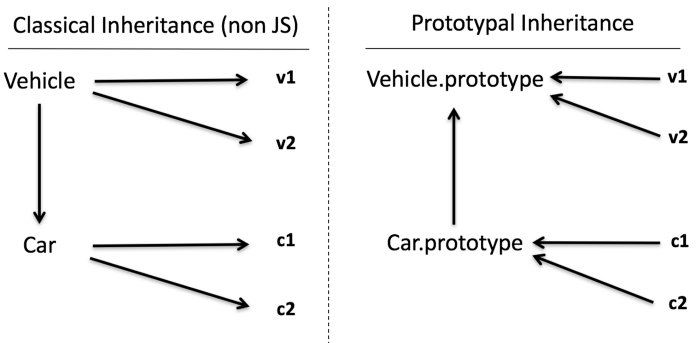 Classical Inheritance (non JS)
Vehicle
v1
v2
Car
c1
c2
Prototypal Inheritance
Vehicle.prototype
v1
v2
Car.prototype
c1
c2